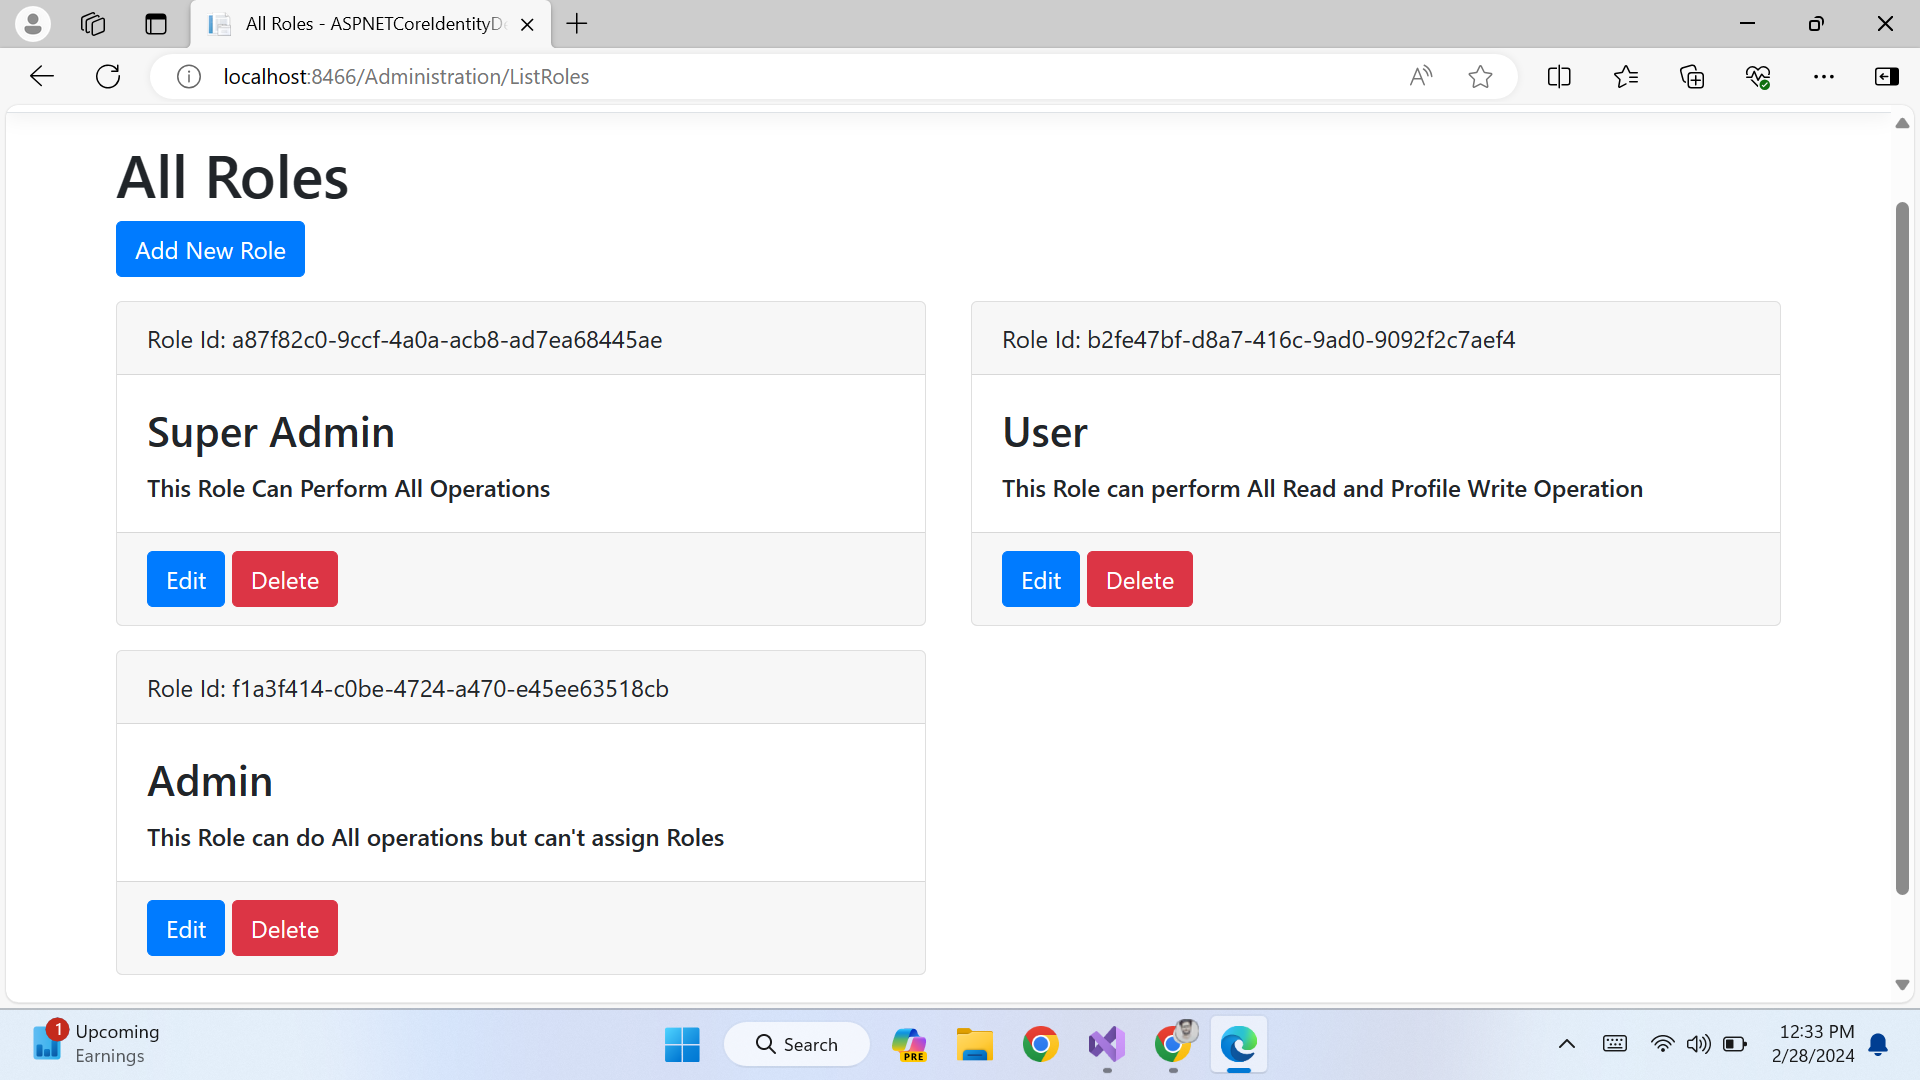 All Roles - ASPNETCoreIdentityD
localhost:8466/Administration/ListRoles
All Roles
Add New Role
Role Id: a87f82c0-9ccf-4a0a-acb8-ad7ea68445ae
Super Admin
This Role Can Perform All Operations
Edit Delete
Role Id: b2fe47bf-d8a7-416c-9ad0-9092f2c7aef4
User
This Role can perform All Read and Profile Write Operation
Edit Delete
Role Id: f1a3f414-c0be-4724-a470-e45ee63518cb
Admin
This Role can do All operations but can't assign Roles
Edit Delete
1
Upcoming
Earnings
Search
PRE
12:33 PM
2/28/2024